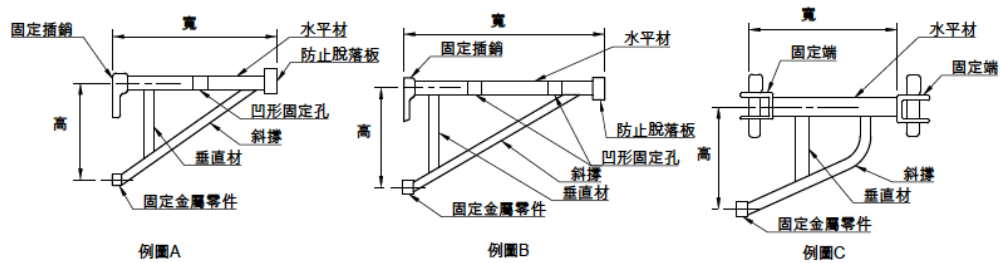 寬
固定插銷
水平材
防止脫落板
高
凹形固定孔
斜撐
垂直材
固定金屬零件
例圖A
寬
固定插銷
水平材
高
防止脫落板
凹形固定孔
斜撐
垂直材
固定金屬零件
例圖B
寬
水平材
固定端
固定端
高
斜撐
垂直材
固定金屬零件
例圖C